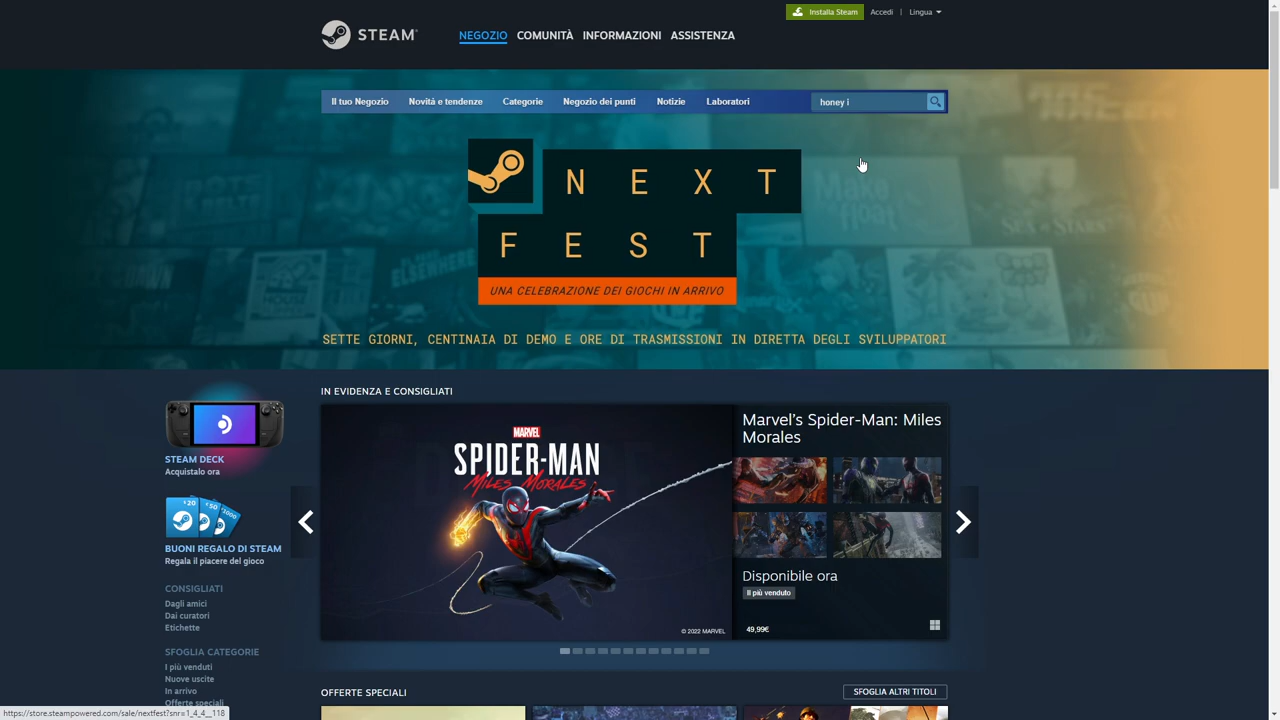 Installa Steam
Accedi | Lingua
STEAM
NEGOZIO COMUNITÀ INFORMAZIONI ASSISTENZA
Il tuo Negozio Novità e tendenze Categorie Negozio dei punti Notizie Laboratori honey i
NEXT
FEST
UNA CELEBRAZIONE DEI GIOCHI IN ARRIVO
SETTE GIORNI, CENTINAIA DI DEMO E ORE DI TRASMISSIONI IN DIRETTA DEGLI SVILUPPATORI
IN EVIDENZA E CONSIGLIATI
MARVEL
SPIDER-MAN
MILES MORALES
© 2022 MARVEL
Marvel's Spider-Man: Miles
Morales
Disponibile ora
Il più venduto
49,99€
STEAM DECK
Acquistalo ora
BUONI REGALO DI STEAM
Regala il piacere del gioco
CONSIGLIATI
Dagli amici
Dai curatori
Etichette
SFOGLIA CATEGORIE
I più venduti
Nuove uscite
In arrivo
Offerte speciali
OFFERTE SPECIALI
SFOGLIA ALTRI TITOLI
https://store.steampowered.com/sale/nextfest?snr=1_4_4__118